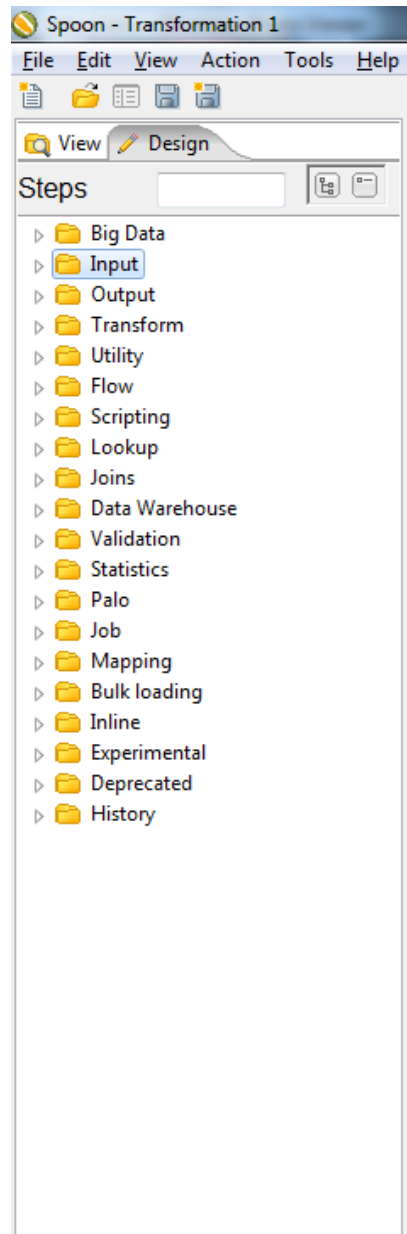 Spoon - Transformation 1
File Edit View Action Tools Help
View Design
Steps
Big Data
Input
Output
Transform
Utility
Flow
Scripting
Lookup
Joins
Data Warehouse
Validation
Statistics
Palo
Job
Mapping
Bulk loading
Inline
Experimental
Deprecated
History